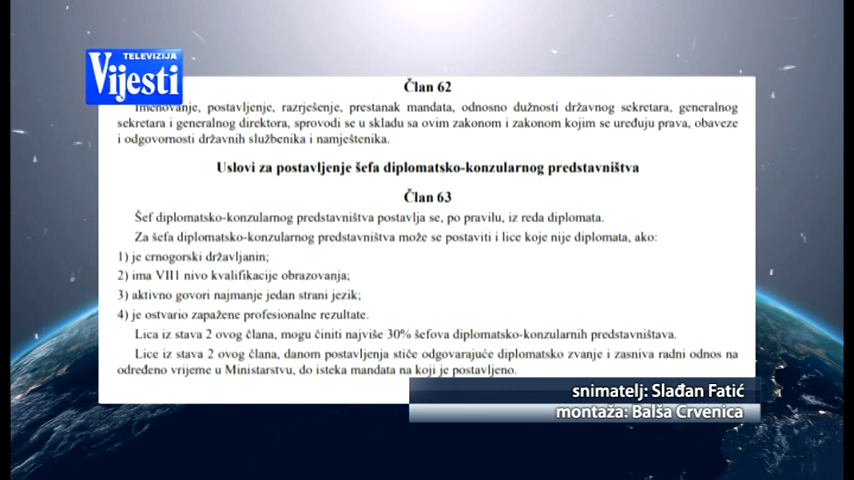 TELEVIZIJA
Vijesti
Član 62
Imenovanje, postavljenje, razrješenje, prestanak mandata, odnosno dužnosti državnog sekretara, generalnog
sekretara i generalnog direktora, sprovodi se u skladu sa ovim zakonom i zakonom kojim se uređuju prava, obaveze
i odgovornosti državnih službenika i namještenika.
Uslovi za postavljenje šefa diplomatsko-konzularnog predstavništva
Član 63
Šef diplomatsko-konzularnog predstavništva postavlja se, po pravilu, iz reda diplomata.
Za šefa diplomatsko-konzularnog predstavništva može se postaviti i lice koje nije diplomata, ako:
1) je crnogorski državljanin;
2) ima VII1 nivo kvalifikacije obrazovanja;
3) aktivno govori najmanje jedan strani jezik;
4) je ostvario zapažene profesionalne rezultate.
Lica iz stava 2 ovog člana, mogu činiti najviše 30% šefova diplomatsko-konzularnih predstavništava.
Lice iz stava 2 ovog člana, danom postavljenja stiče odgovarajuće diplomatsko zvanje i zasniva radni odnos na
određeno vrijeme u Ministarstvu, do isteka mandata na koji je postavljeno.
snimatelj: Slađan Fatić
montaža: Balša Crvenica